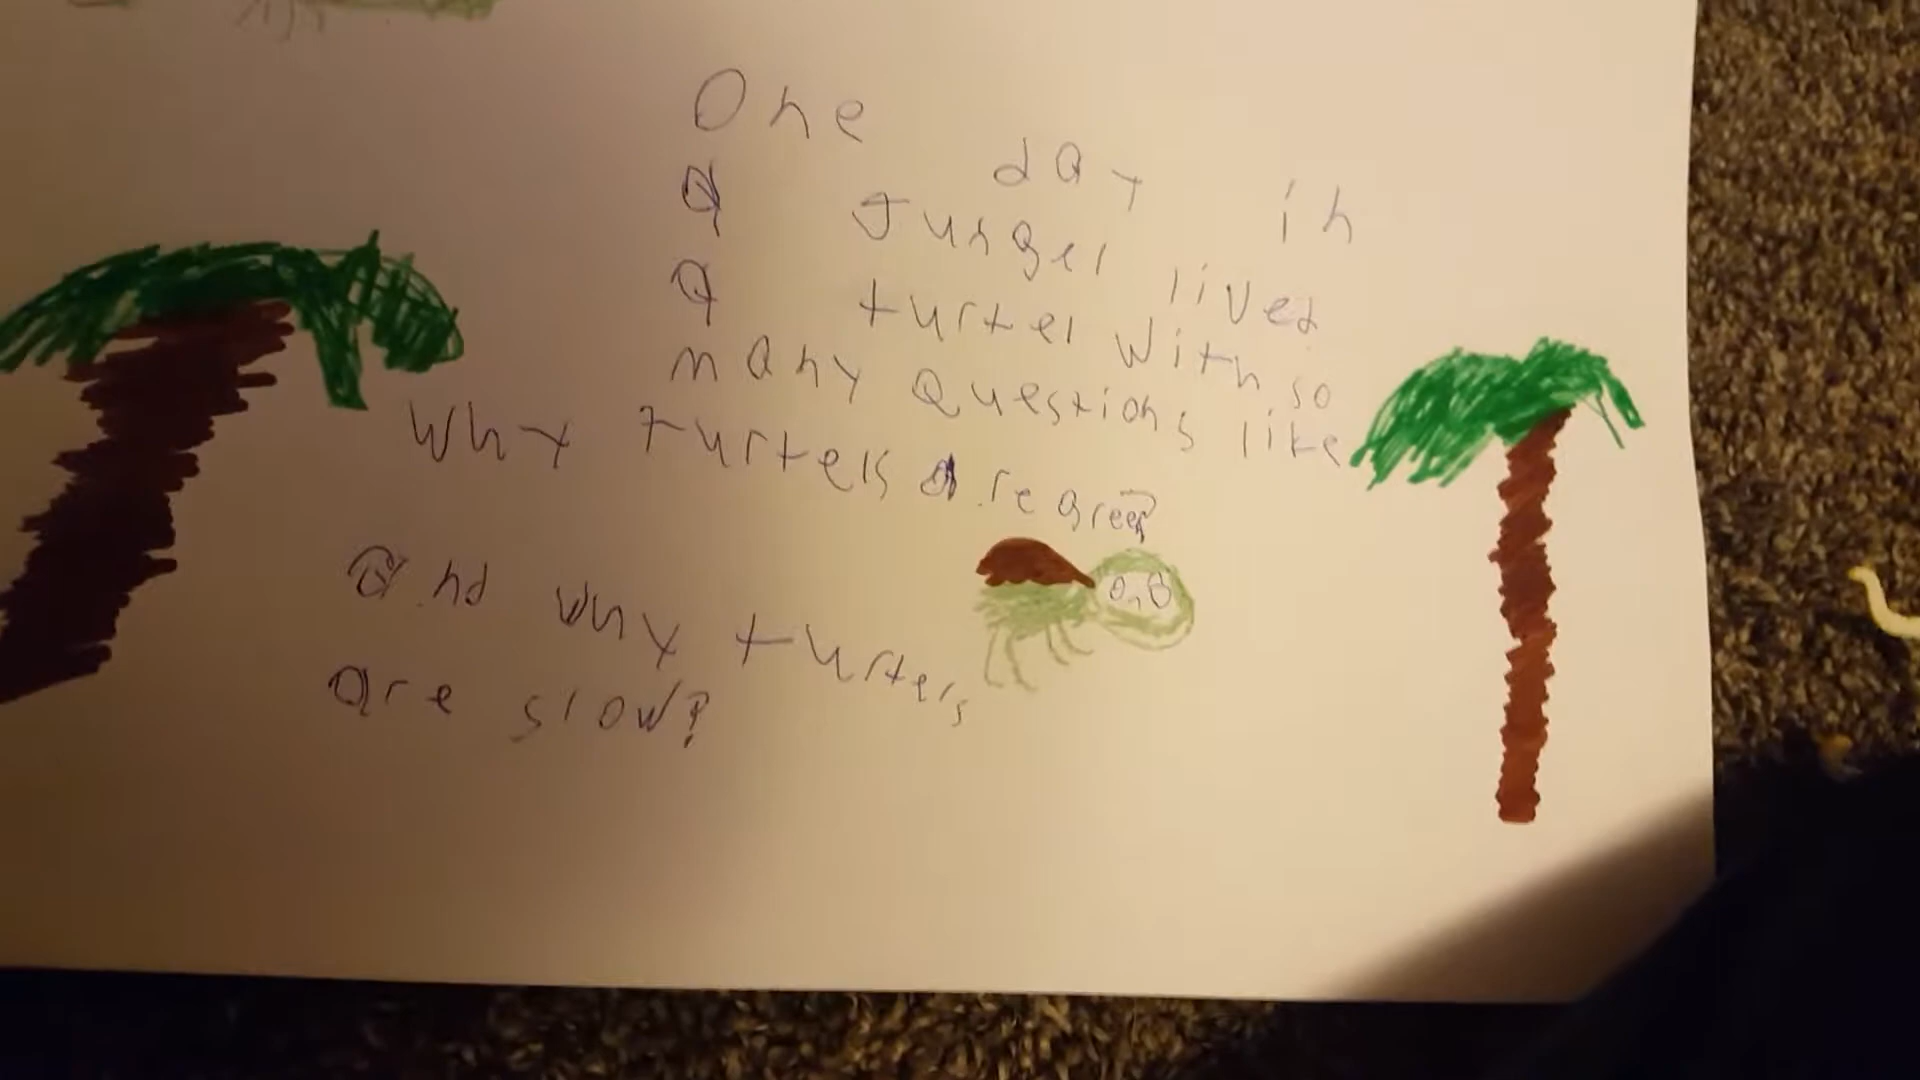 One day in
a Jungel lived
a turtel with so
many questions like
why turtels are green?
and why turtels
are slow?